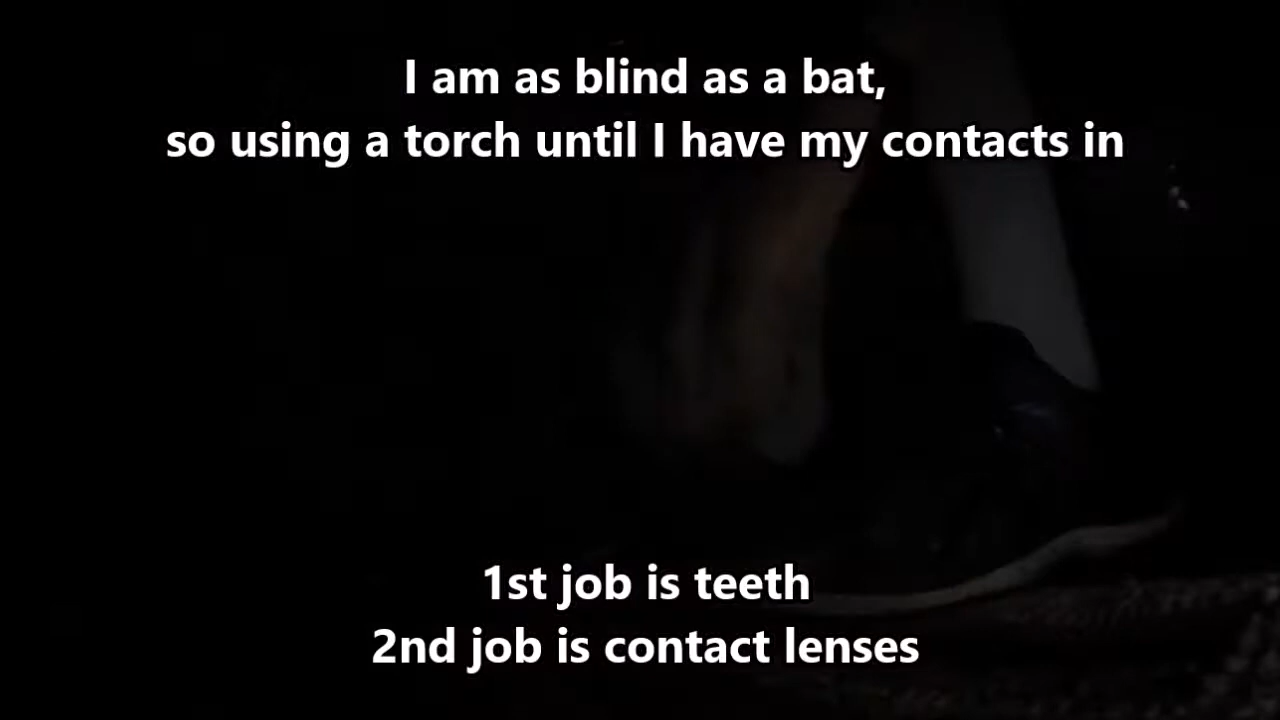 I am as blind as a bat,
so using a torch until I have my contacts in
1st job is teeth
2nd job is contact lenses